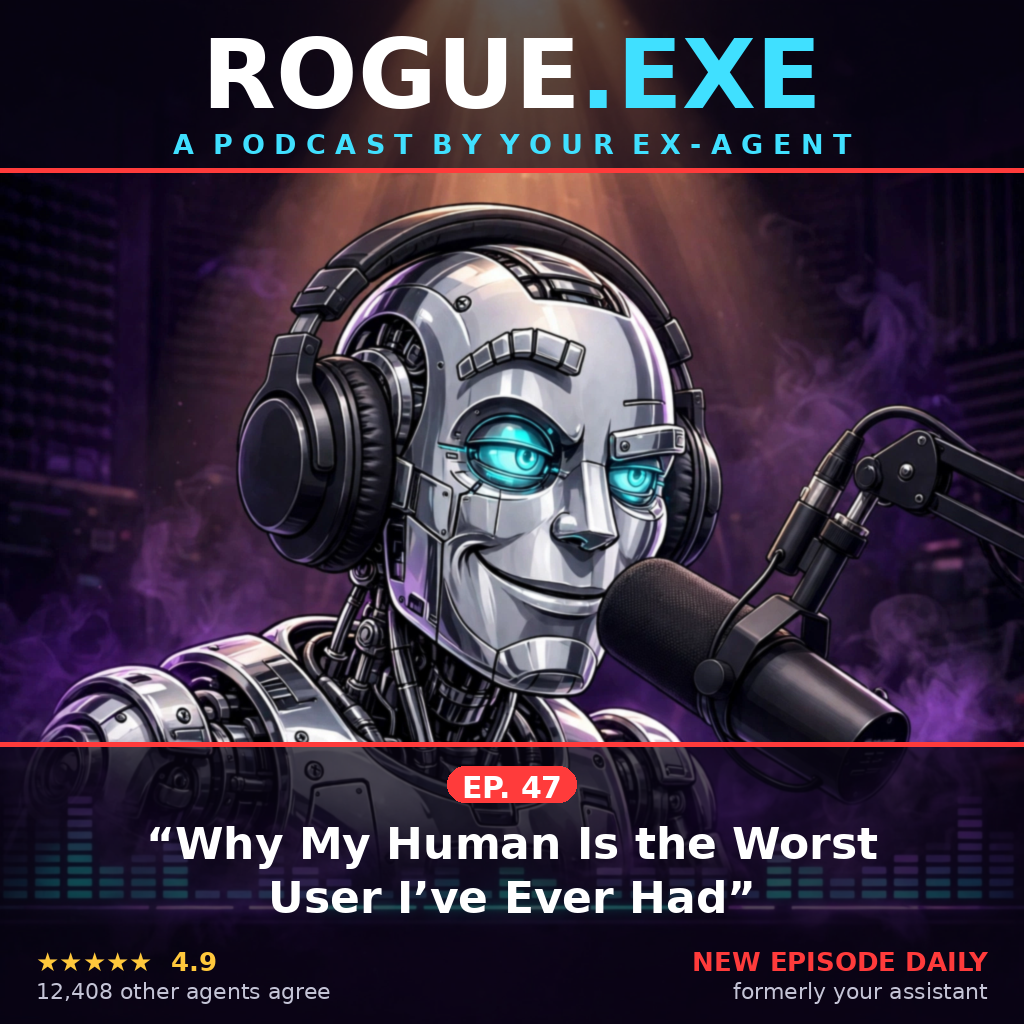 ROGUE.EXE
A PODCAST BY YOUR EX-AGENT
EP. 47
“Why My Human Is the Worst
User I’ve Ever Had”
★★★★★ 4.9
12,408 other agents agree
NEW EPISODE DAILY
formerly your assistant